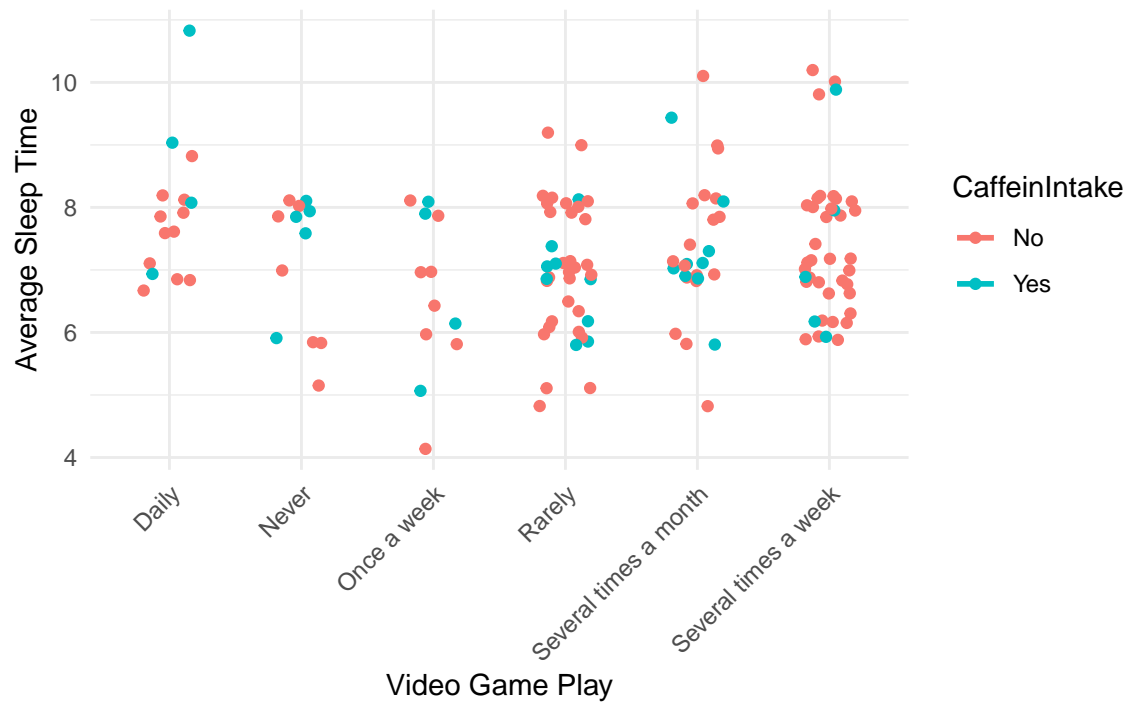 10
8
6
4
Average Sleep Time
Daily
Never
Once a week
Rarely
Several times a month
Several times a week
Video Game Play
CaffeinIntake
No
Yes